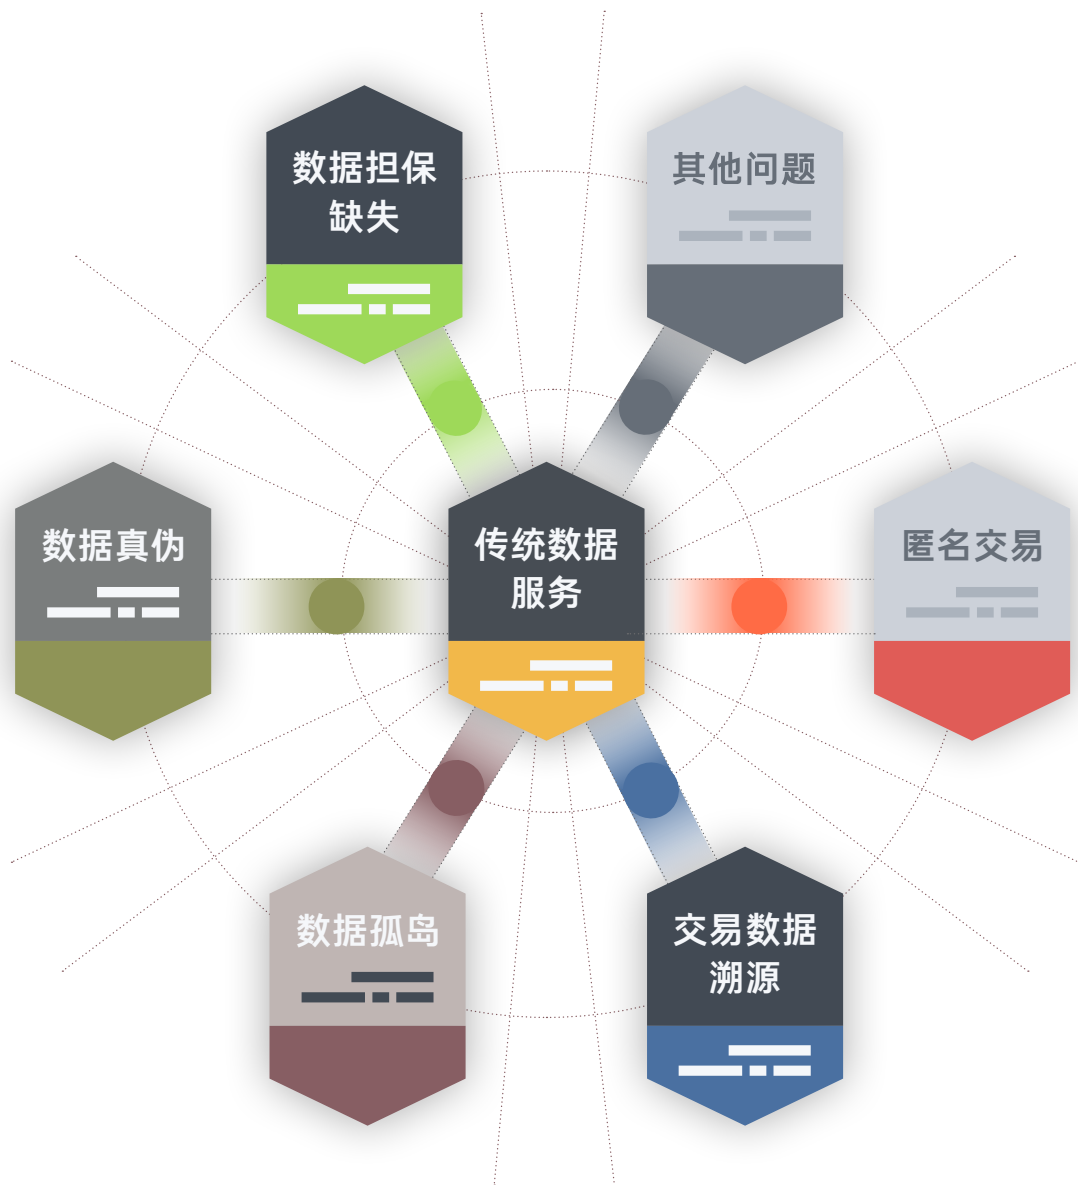 数据担保
缺失
其他问题
数据真伪
传统数据
服务
匿名交易
数据孤岛
交易数据
溯源